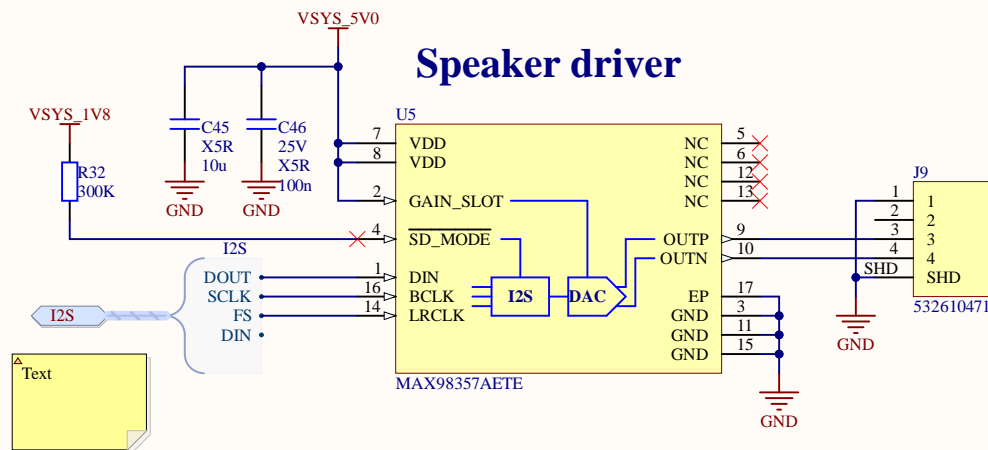 VSYS_5V0
Speaker driver
VSYS_1V8
R32
300K
C45
X5R
10u
GND
C46
25V
X5R
100n
GND
U5
7 VDD
8 VDD
2 GAIN_SLOT
4 SD_MODE
1 DIN
16 BCLK
14 LRCLK
I2S
DAC
NC 5
NC 6
NC 12
NC 13
OUTP 9
OUTN 10
EP 17
GND 3
GND 11
GND 15
MAX98357AETE
GND
J9
1 1
2 2
3 3
4 4
SHD SHD
532610471
GND
I2S
DOUT
SCLK
FS
DIN
I2S
Text